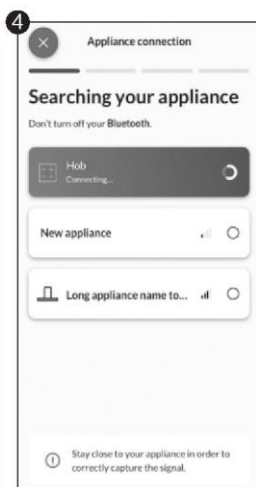 4
Appliance connection
Searching your appliance
Don't turn off your Bluetooth.
Hob
Connecting...
New appliance
Long appliance name to...
Stay close to your appliance in order to
correctly capture the signal.